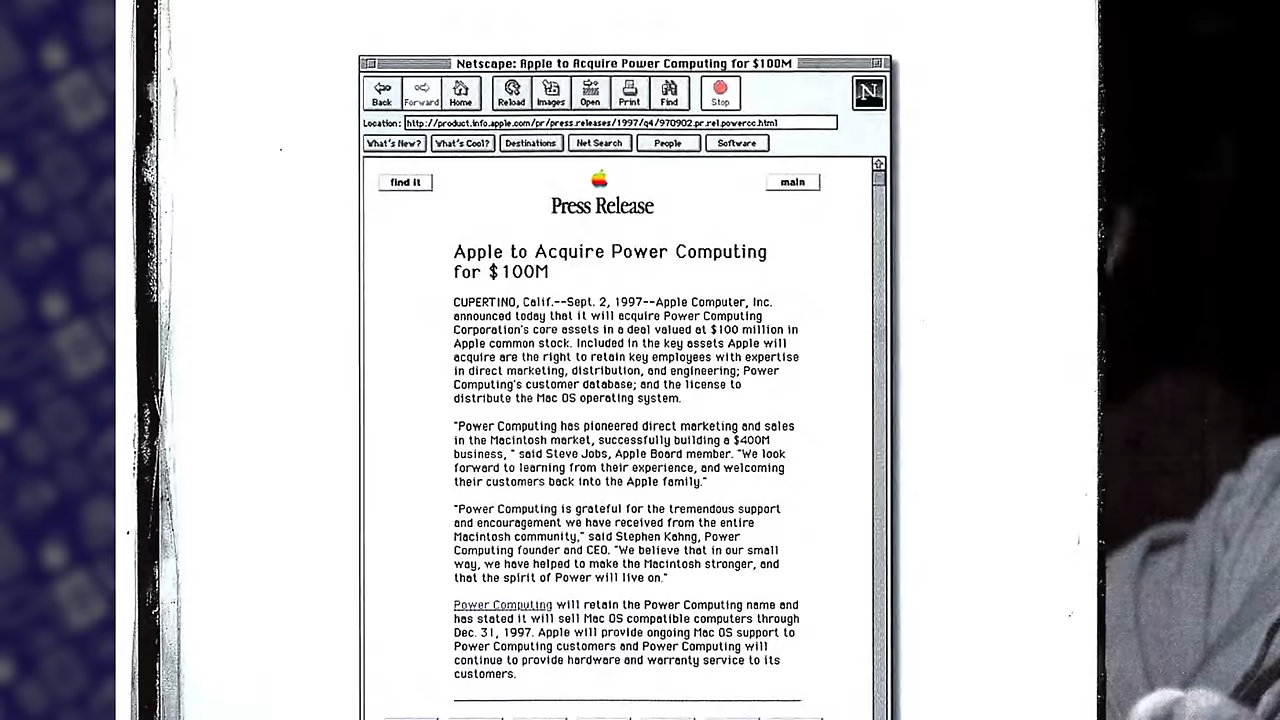 Netscape: Apple to Acquire Power Computing for $100M
Back Forward Home Reload Images Open Print Find Stop
N
Location: http://product.info.apple.com/pr/press.releases/1997/q4/970902.pr.rel.powercc.html
What's New? What's Cool? Destinations Net Search People Software
find it main
Press Release
Apple to Acquire Power Computing
for $100M
CUPERTINO, Calif.--Sept. 2, 1997--Apple Computer, Inc.
announced today that it will acquire Power Computing
Corporation's core assets in a deal valued at $100 million in
Apple common stock. Included in the key assets Apple will
acquire are the right to retain key employees with expertise
in direct marketing, distribution, and engineering; Power
Computing's customer database; and the license to
distribute the Mac OS operating system.
"Power Computing has pioneered direct marketing and sales
in the Macintosh market, successfully building a $400M
business, " said Steve Jobs, Apple Board member. "We look
forward to learning from their experience, and welcoming
their customers back into the Apple family."
"Power Computing is grateful for the tremendous support
and encouragement we have received from the entire
Macintosh community," said Stephen Kahng, Power
Computing founder and CEO. "We believe that in our small
way, we have helped to make the Macintosh stronger, and
that the spirit of Power will live on."
Power Computing will retain the Power Computing name and
has stated it will sell Mac OS compatible computers through
Dec. 31, 1997. Apple will provide ongoing Mac OS support to
Power Computing customers and Power Computing will
continue to provide hardware and warranty service to its
customers.